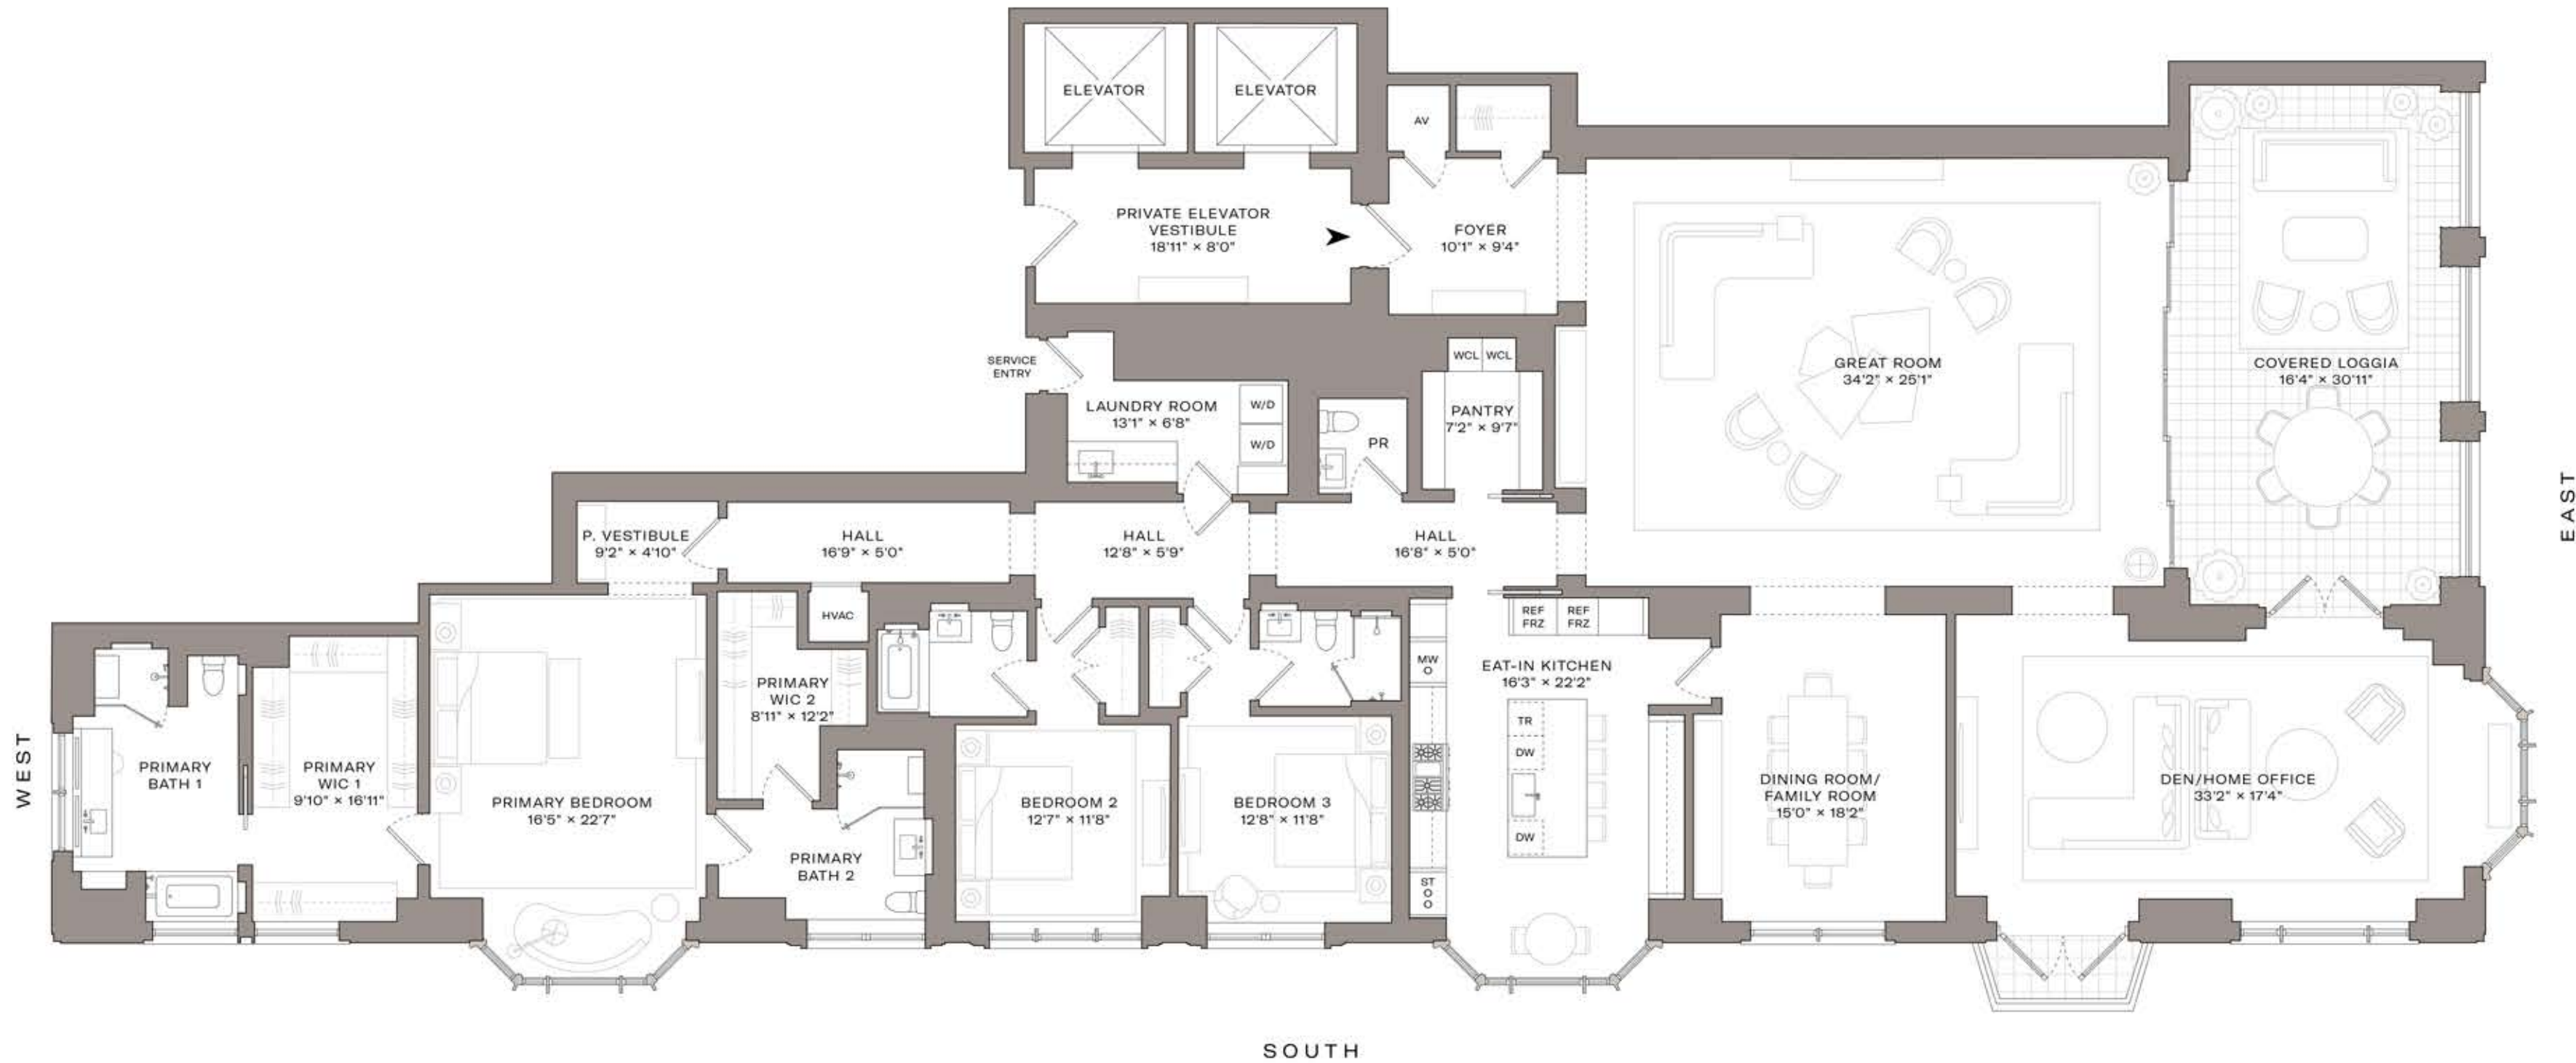 ELEVATOR
ELEVATOR
AV
PRIVATE ELEVATOR
VESTIBULE
18'11" × 8'0"
FOYER
10'1" × 9'4"
GREAT ROOM
34'2" × 25'1"
COVERED LOGGIA
16'4" × 30'11"
SERVICE
ENTRY
LAUNDRY ROOM
13'1" × 6'8"
W/D
W/D
PR
WCL WCL
PANTRY
7'2" × 9'7"
P. VESTIBULE
9'2" × 4'10"
HALL
16'9" × 5'0"
HALL
12'8" × 5'9"
HALL
16'8" × 5'0"
EAST
HVAC
REF
FRZ
REF
FRZ
MW
O
EAT-IN KITCHEN
16'3" × 22'2"
TR
DW
DW
ST
O
O
WEST
PRIMARY
BATH 1
PRIMARY
WIC 1
9'10" × 16'11"
PRIMARY BEDROOM
16'5" × 22'7"
PRIMARY
WIC 2
8'11" × 12'2"
PRIMARY
BATH 2
BEDROOM 2
12'7" × 11'8"
BEDROOM 3
12'8" × 11'8"
DINING ROOM/
FAMILY ROOM
15'0" × 18'2"
DEN/HOME OFFICE
33'2" × 17'4"
SOUTH